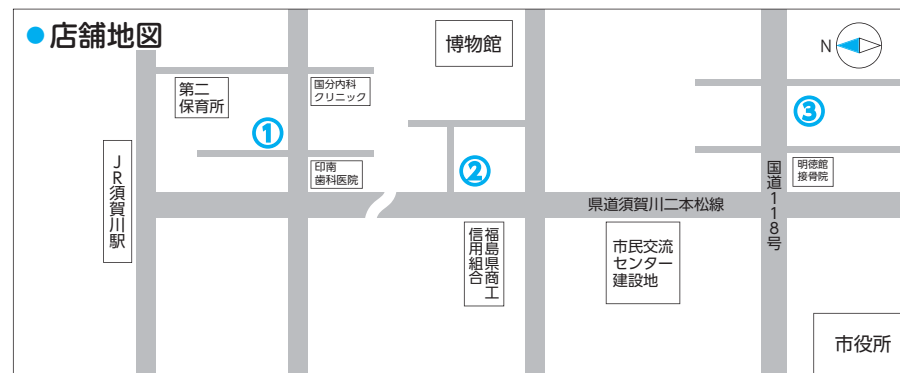 ●店舗地図
博物館
N
第二
保育所
国分内科
クリニック
①
③
JR須賀川駅
印南
歯科医院
②
国道118号
明徳館
接骨院
県道須賀川二本松線
福島県商工
信用組合
市民交流
センター
建設地
市役所